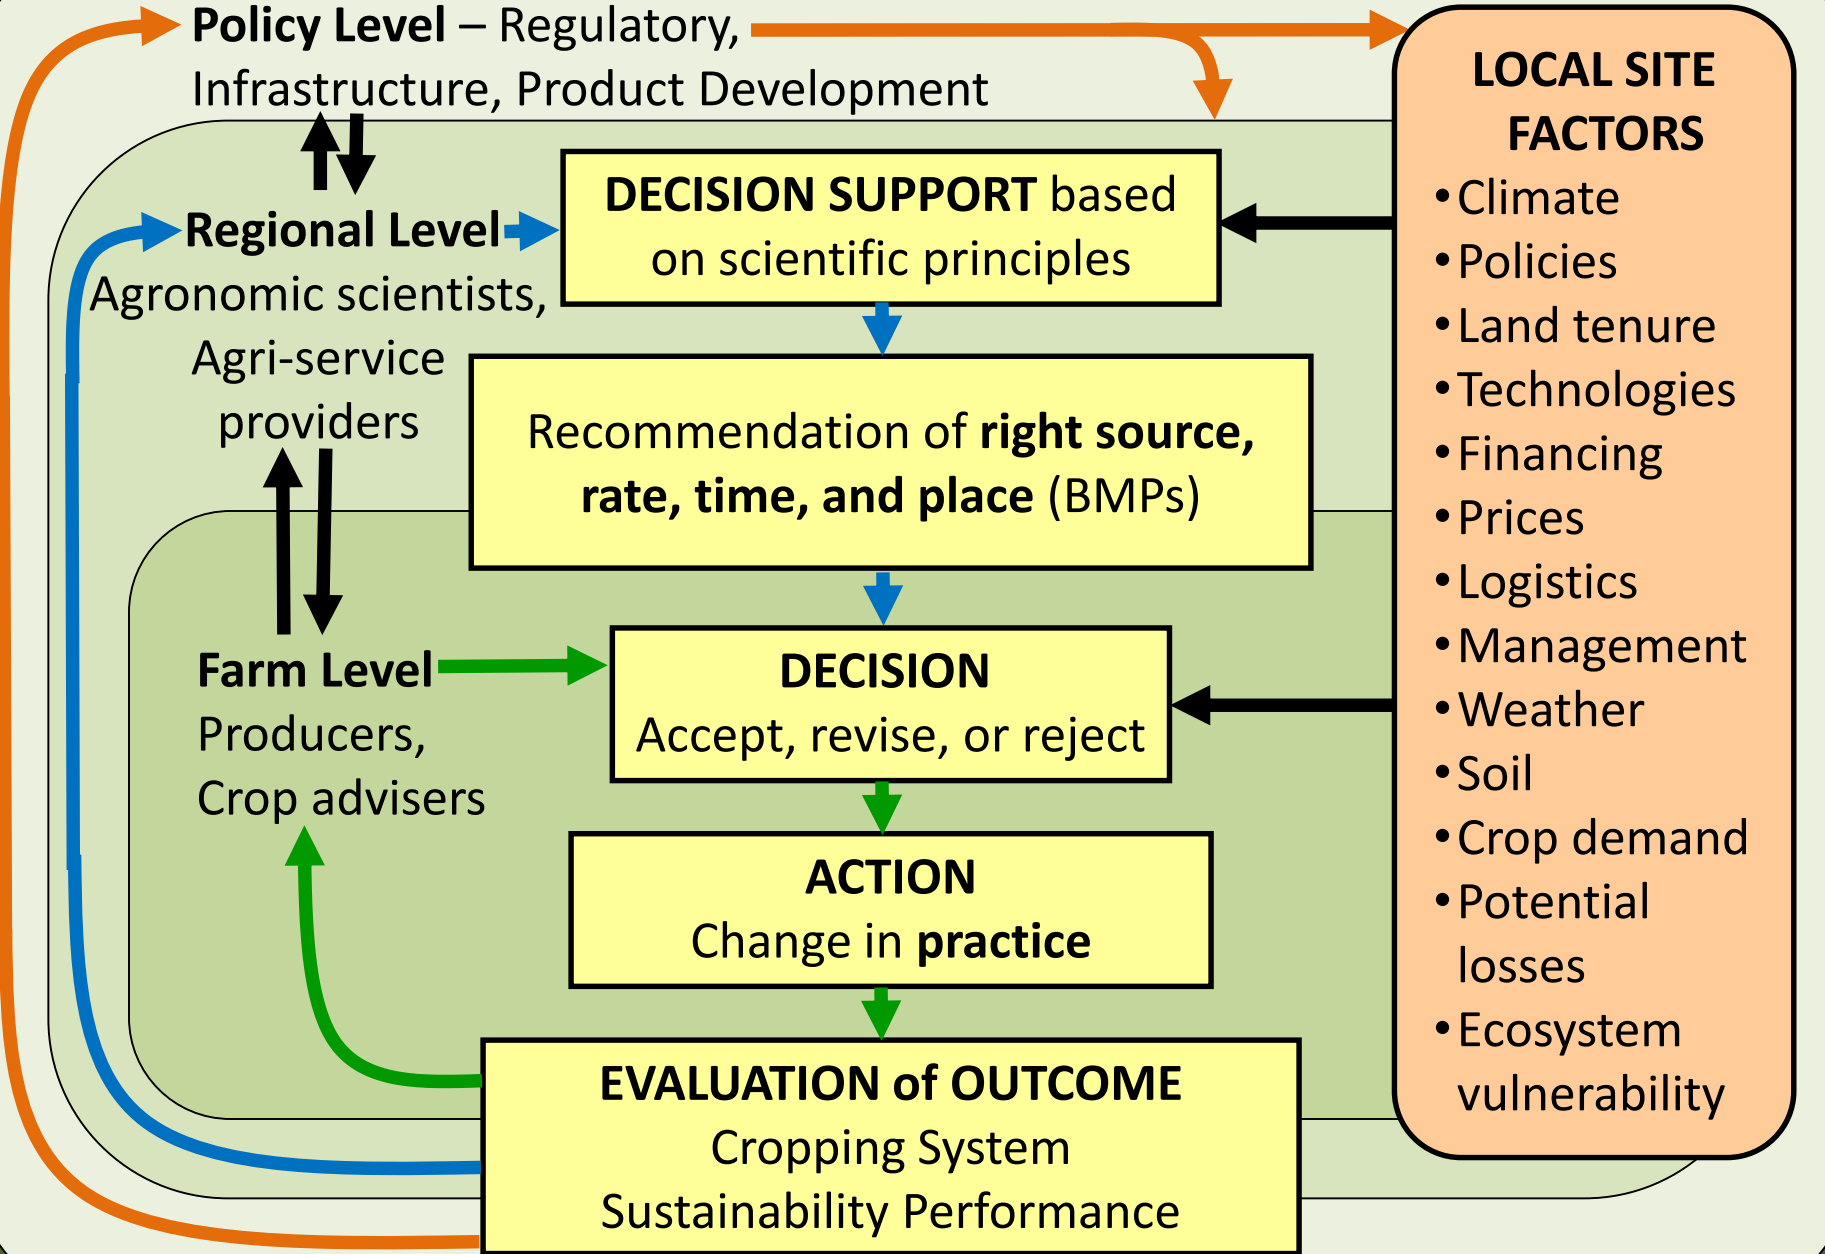 Policy Level – Regulatory,
Infrastructure, Product Development
Regional Level
Agronomic scientists,
Agri-service
providers
Farm Level
Producers,
Crop advisers
DECISION SUPPORT based
on scientific principles
Recommendation of right source,
rate, time, and place (BMPs)
DECISION
Accept, revise, or reject
ACTION
Change in practice
EVALUATION of OUTCOME
Cropping System
Sustainability Performance
LOCAL SITE
FACTORS
•Climate
•Policies
•Land tenure
•Technologies
•Financing
•Prices
•Logistics
•Management
•Weather
•Soil
•Crop demand
•Potential
losses
•Ecosystem
vulnerability